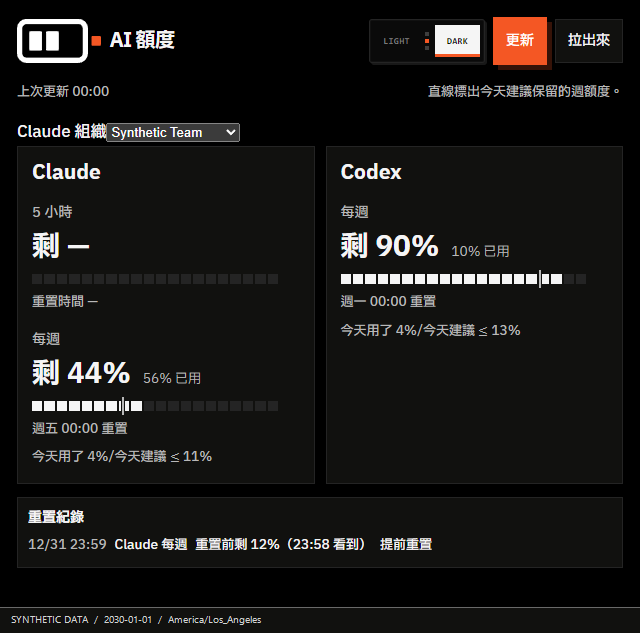 AI 額度
LIGHT
DARK
更新
拉出來
上次更新 00:00
直線標出今天建議保留的週額度。
Claude 組織
Synthetic Team
Claude
5 小時
剩 —
重置時間 —
每週
剩 44% 56% 已用
週五 00:00 重置
今天用了 4%/今天建議 ≤ 11%
Codex
每週
剩 90% 10% 已用
週一 00:00 重置
今天用了 4%/今天建議 ≤ 13%
重置紀錄
12/31 23:59 Claude 每週 重置前剩 12%（23:58 看到） 提前重置
SYNTHETIC DATA / 2030-01-01 / America/Los_Angeles